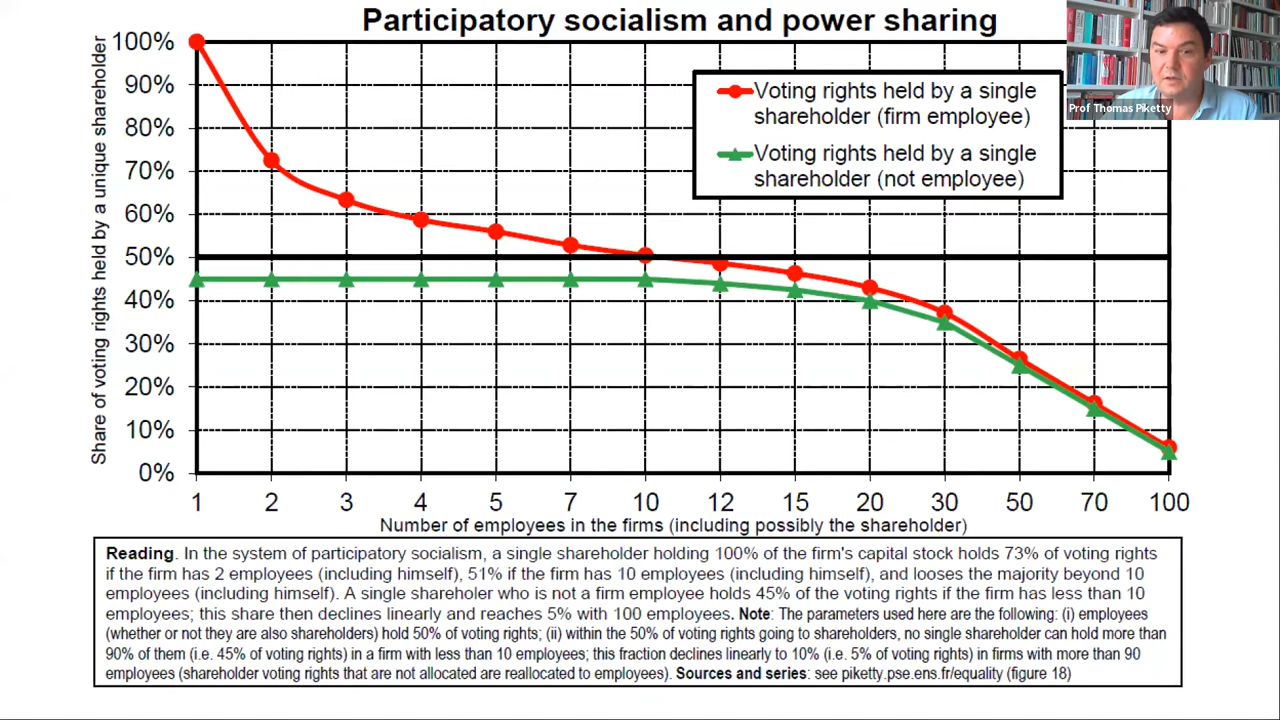 Participatory socialism and power sharing
Prof Thomas Piketty
Share of voting rights held by a unique shareholder
100%
90%
80%
70%
60%
50%
40%
30%
20%
10%
0%
Voting rights held by a single
shareholder (firm employee)
Voting rights held by a single
shareholder (not employee)
1 2 3 4 5 7 10 12 15 20 30 50 70 100
Number of employees in the firms (including possibly the shareholder)
Reading. In the system of participatory socialism, a single shareholder holding 100% of the firm's capital stock holds 73% of voting rights
if the firm has 2 employees (including himself), 51% if the firm has 10 employees (including himself), and looses the majority beyond 10
employees (including himself). A single shareholer who is not a firm employee holds 45% of the voting rights if the firm has less than 10
employees; this share then declines linearly and reaches 5% with 100 employees. Note: The parameters used here are the following: (i) employees
(whether or not they are also shareholders) hold 50% of voting rights; (ii) within the 50% of voting rights going to shareholders, no single shareholder can hold more than
90% of them (i.e. 45% of voting rights) in a firm with less than 10 employees; this fraction declines linearly to 10% (i.e. 5% of voting rights) in firms with more than 90
employees (shareholder voting rights that are not allocated are reallocated to employees). Sources and series: see piketty.pse.ens.fr/equality (figure 18)